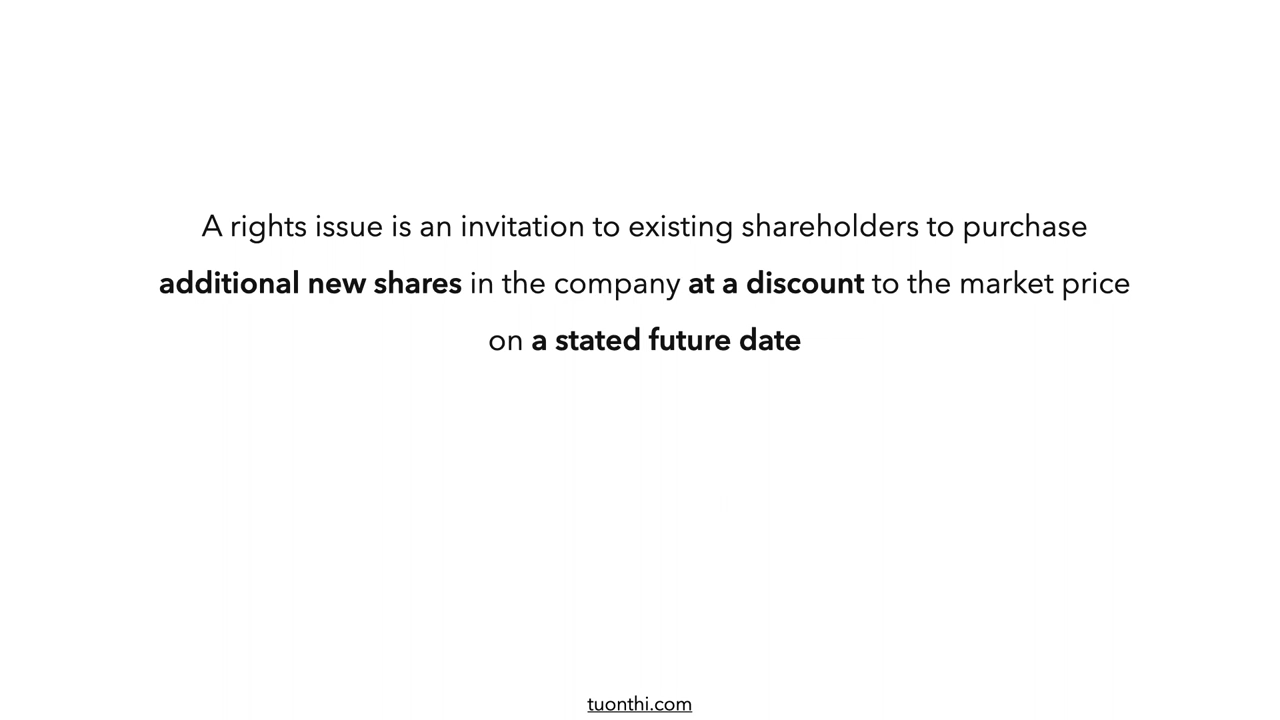 A rights issue is an invitation to existing shareholders to purchase
additional new shares in the company at a discount to the market price
on a stated future date
tuonthi.com